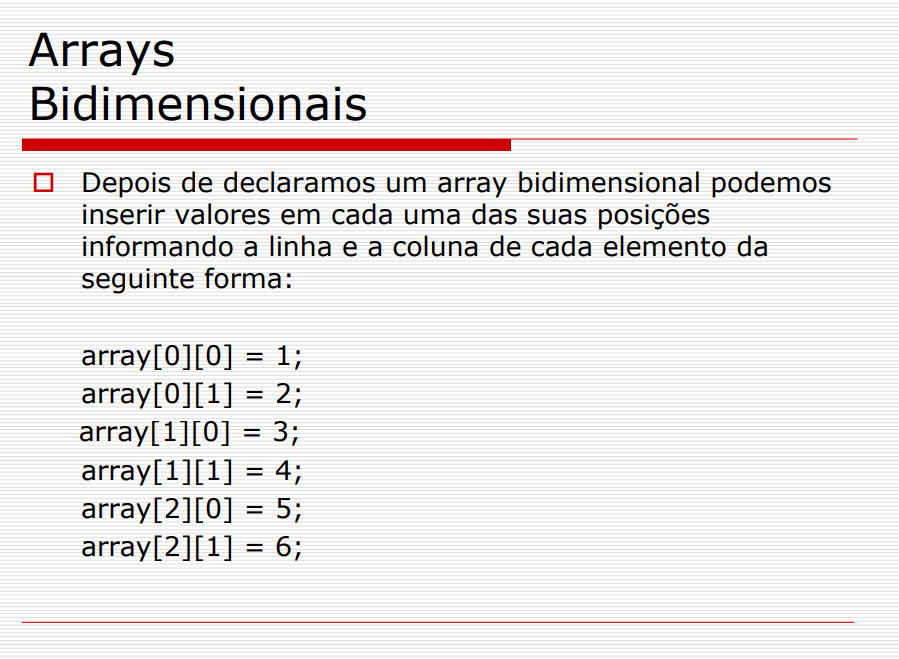 Arrays
Bidimensionais
Depois de declaramos um array bidimensional podemos
inserir valores em cada uma das suas posições
informando a linha e a coluna de cada elemento da
seguinte forma:
array[0][0] = 1;
array[0][1] = 2;
array[1][0] = 3;
array[1][1] = 4;
array[2][0] = 5;
array[2][1] = 6;